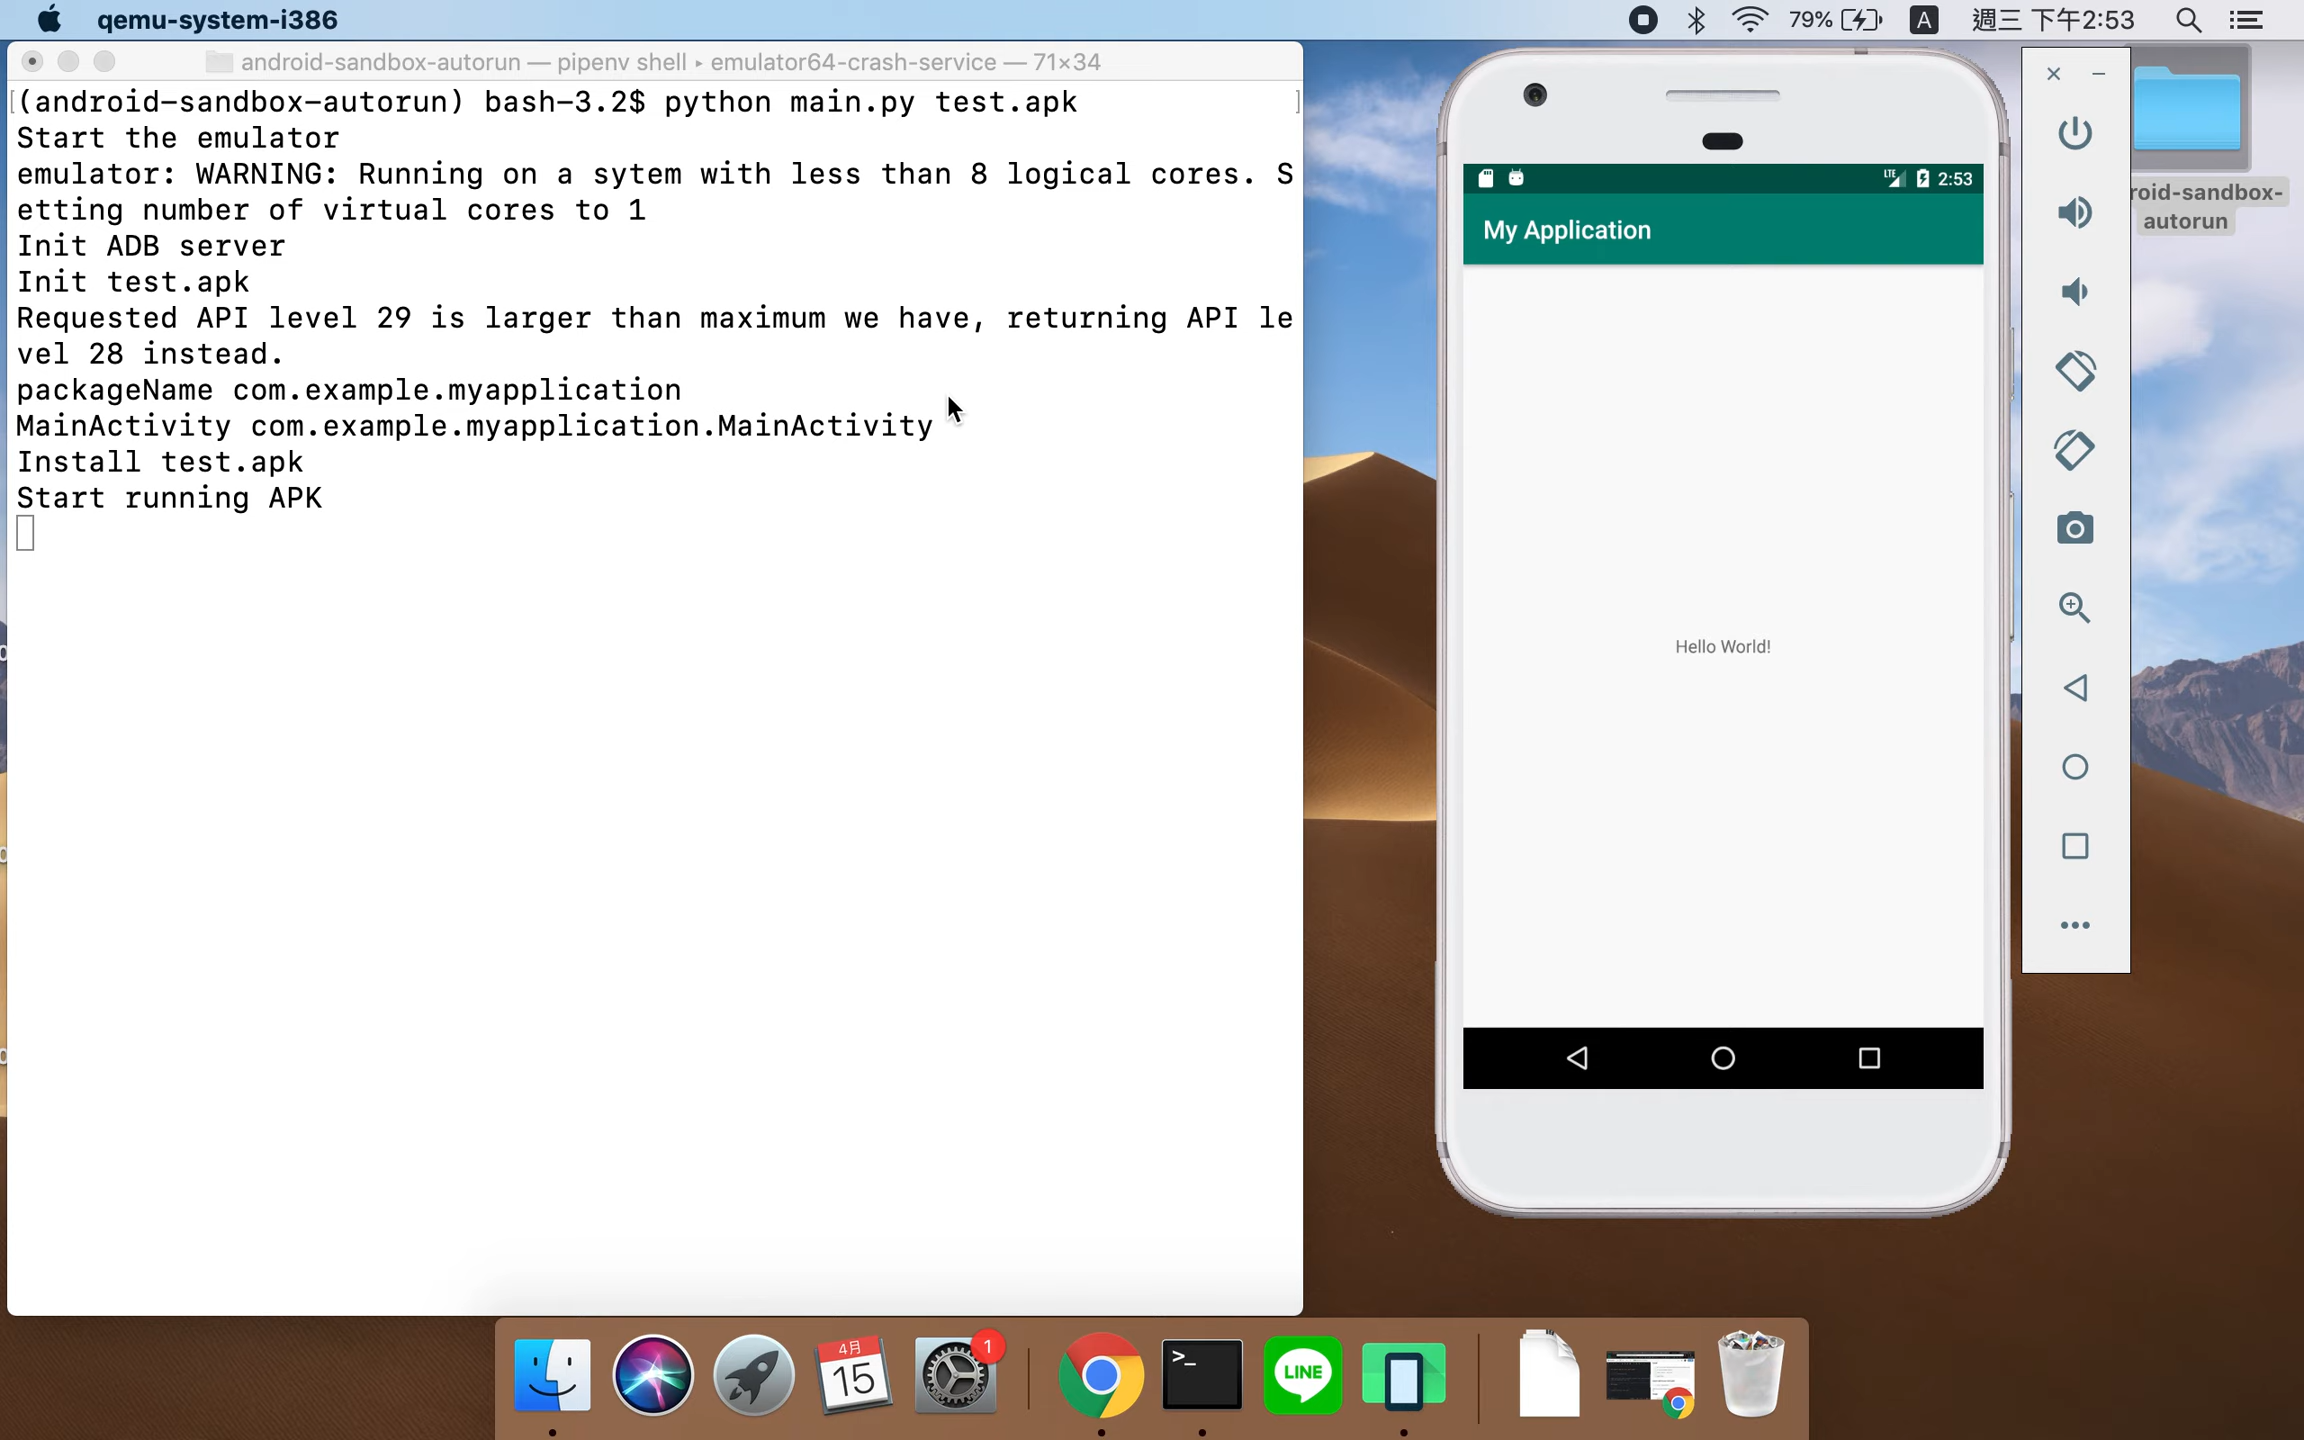 qemu-system-i386
79%
A
週三 下午2:53
android-sandbox-autorun — pipenv shell ▸ emulator64-crash-service — 71×34
(android-sandbox-autorun) bash-3.2$ python main.py test.apk
Start the emulator
emulator: WARNING: Running on a sytem with less than 8 logical cores. S
etting number of virtual cores to 1
Init ADB server
Init test.apk
Requested API level 29 is larger than maximum we have, returning API le
vel 28 instead.
packageName com.example.myapplication
MainActivity com.example.myapplication.MainActivity
Install test.apk
Start running APK
LTE
2:53
My Application
Hello World!
roid-sandbox-
autorun
4月
15
1
>_
LINE